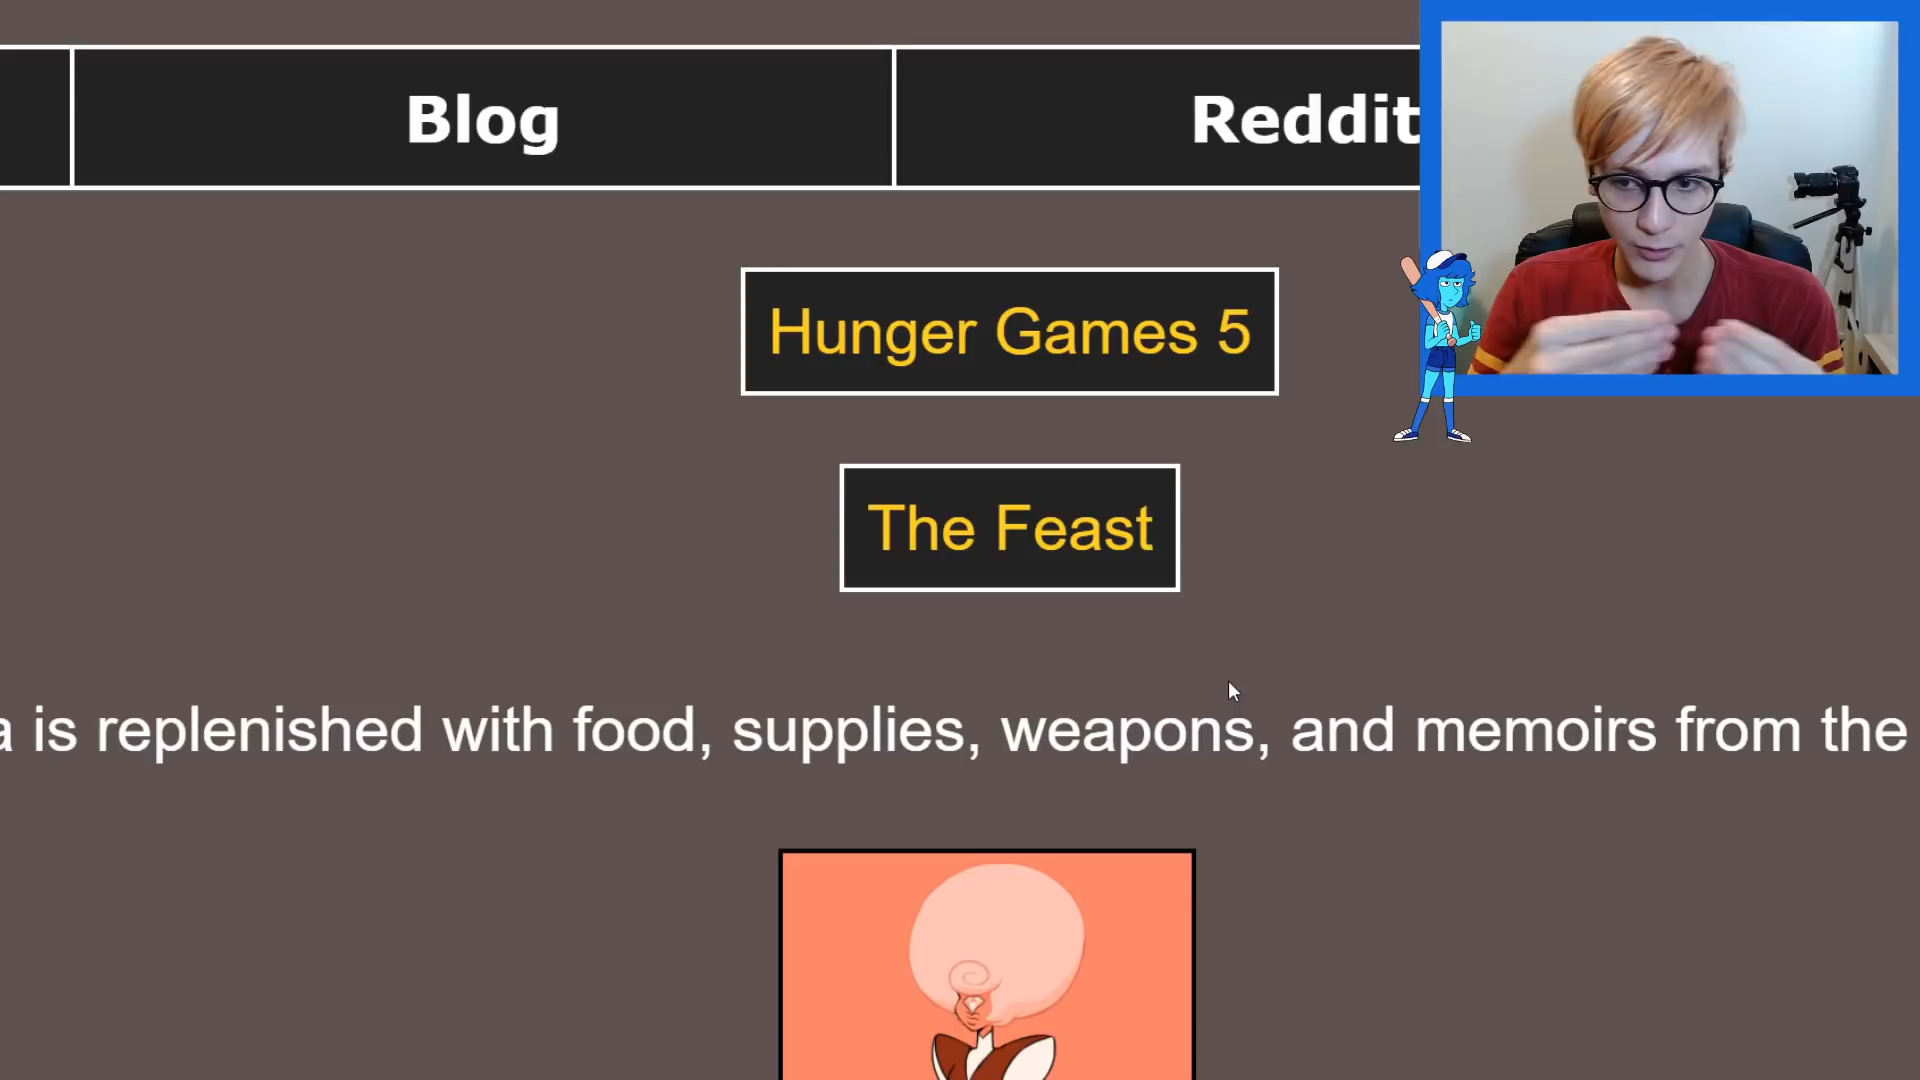 Blog
Reddit
Hunger Games 5
The Feast
a is replenished with food, supplies, weapons, and memoirs from the